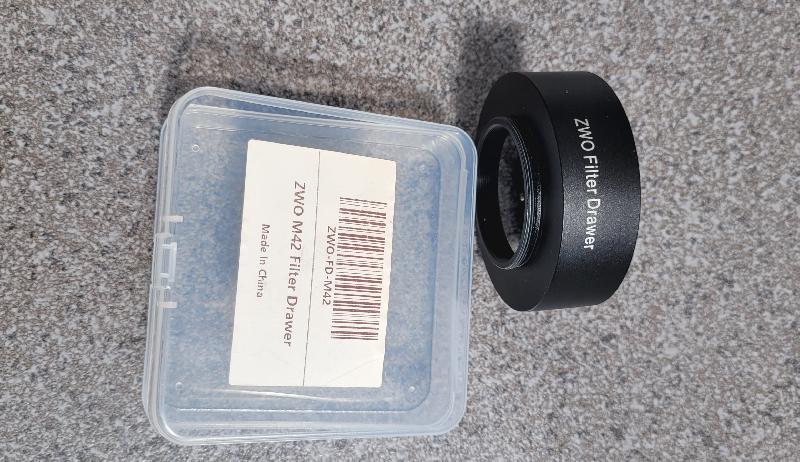 ZWO-FD-M42
ZWO M42 Filter Drawer
Made In China
ZWO Filter Drawer